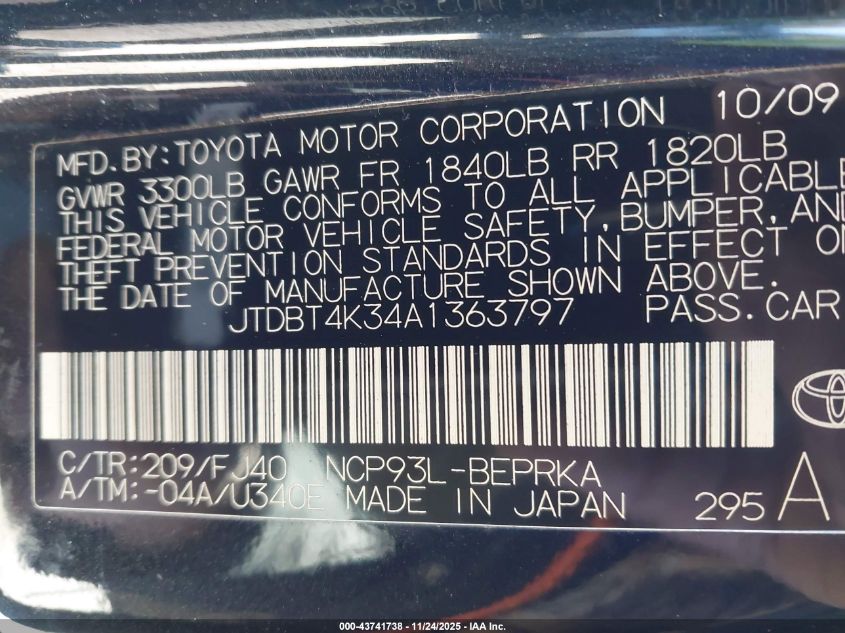 10/09
MFD.BY:TOYOTA MOTOR CORPORATION
GVWR 3300LB GAWR FR 1840LB RR 1820LB
THIS VEHICLE CONFORMS TO ALL APPLICABLE
FEDERAL MOTOR VEHICLE SAFETY,BUMPER,AND
THEFT PREVENTION STANDARDS IN EFFECT ON
THE DATE OF MANUFACTURE SHOWN ABOVE.
JTDBT4K34A1363797 PASS.CAR
C/TR:209/FJ40 NCP93L-BEPRKA
A/TM:-04A/U340E MADE IN JAPAN 295 A
000-43741738 - 11/24/2025 - IAA Inc.